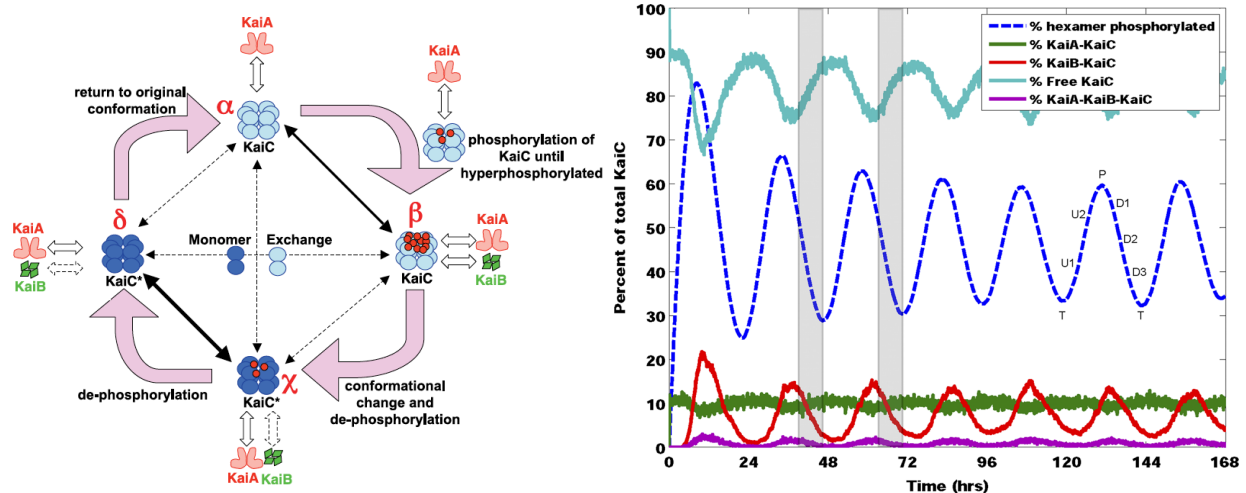 KaiA
KaiA
return to original
conformation
α
KaiC
phosphorylation of
KaiC until
hyperphosphorylated
δ
β
KaiA
KaiB
Monomer
Exchange
KaiA
KaiB
KaiC*
KaiC
KaiC*
χ
de-phosphorylation
conformational
change and
de-phosphorylation
KaiA
KaiB
Percent of total KaiC
100
90
80
70
60
50
40
30
20
10
0
% hexamer phosphorylated
% KaiA-KaiC
% KaiB-KaiC
% Free KaiC
% KaiA-KaiB-KaiC
P
U2
D1
D2
U1
D3
T
T
0
24
48
72
96
120
144
168
Time (hrs)